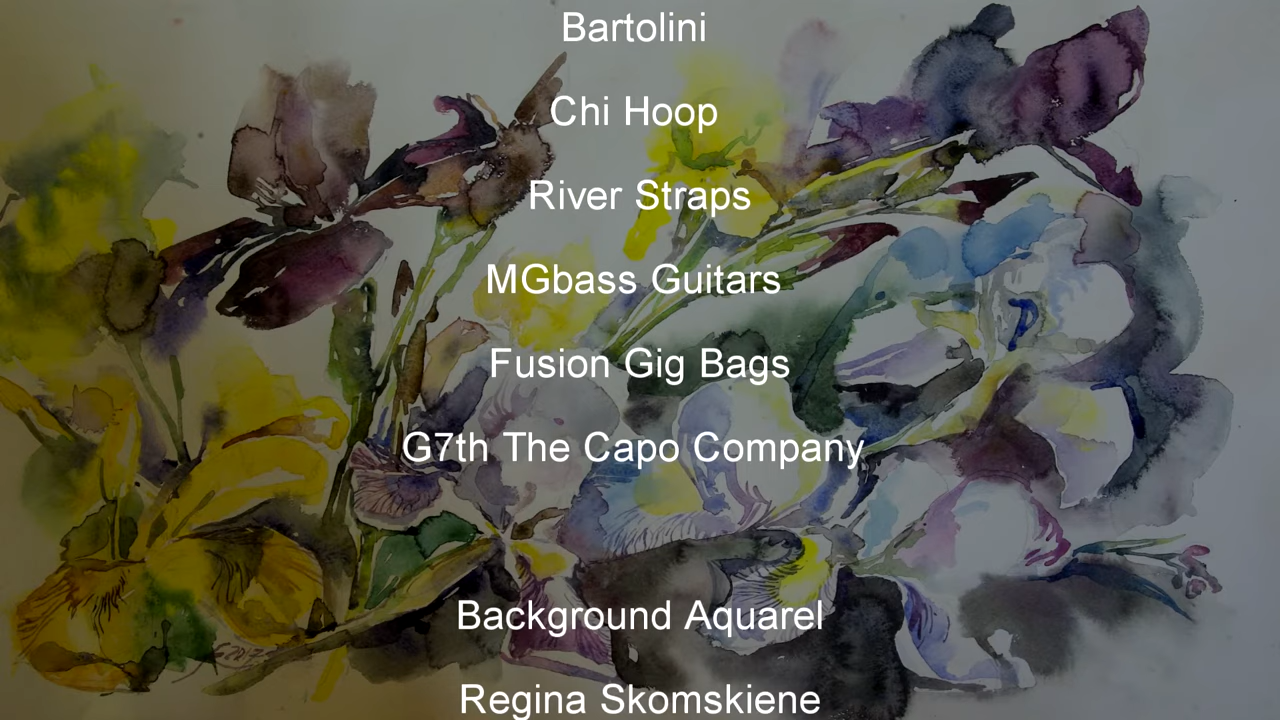 Bartolini
Chi Hoop
River Straps
MGbass Guitars
Fusion Gig Bags
G7th The Capo Company
Background Aquarel
Regina Skomskiene